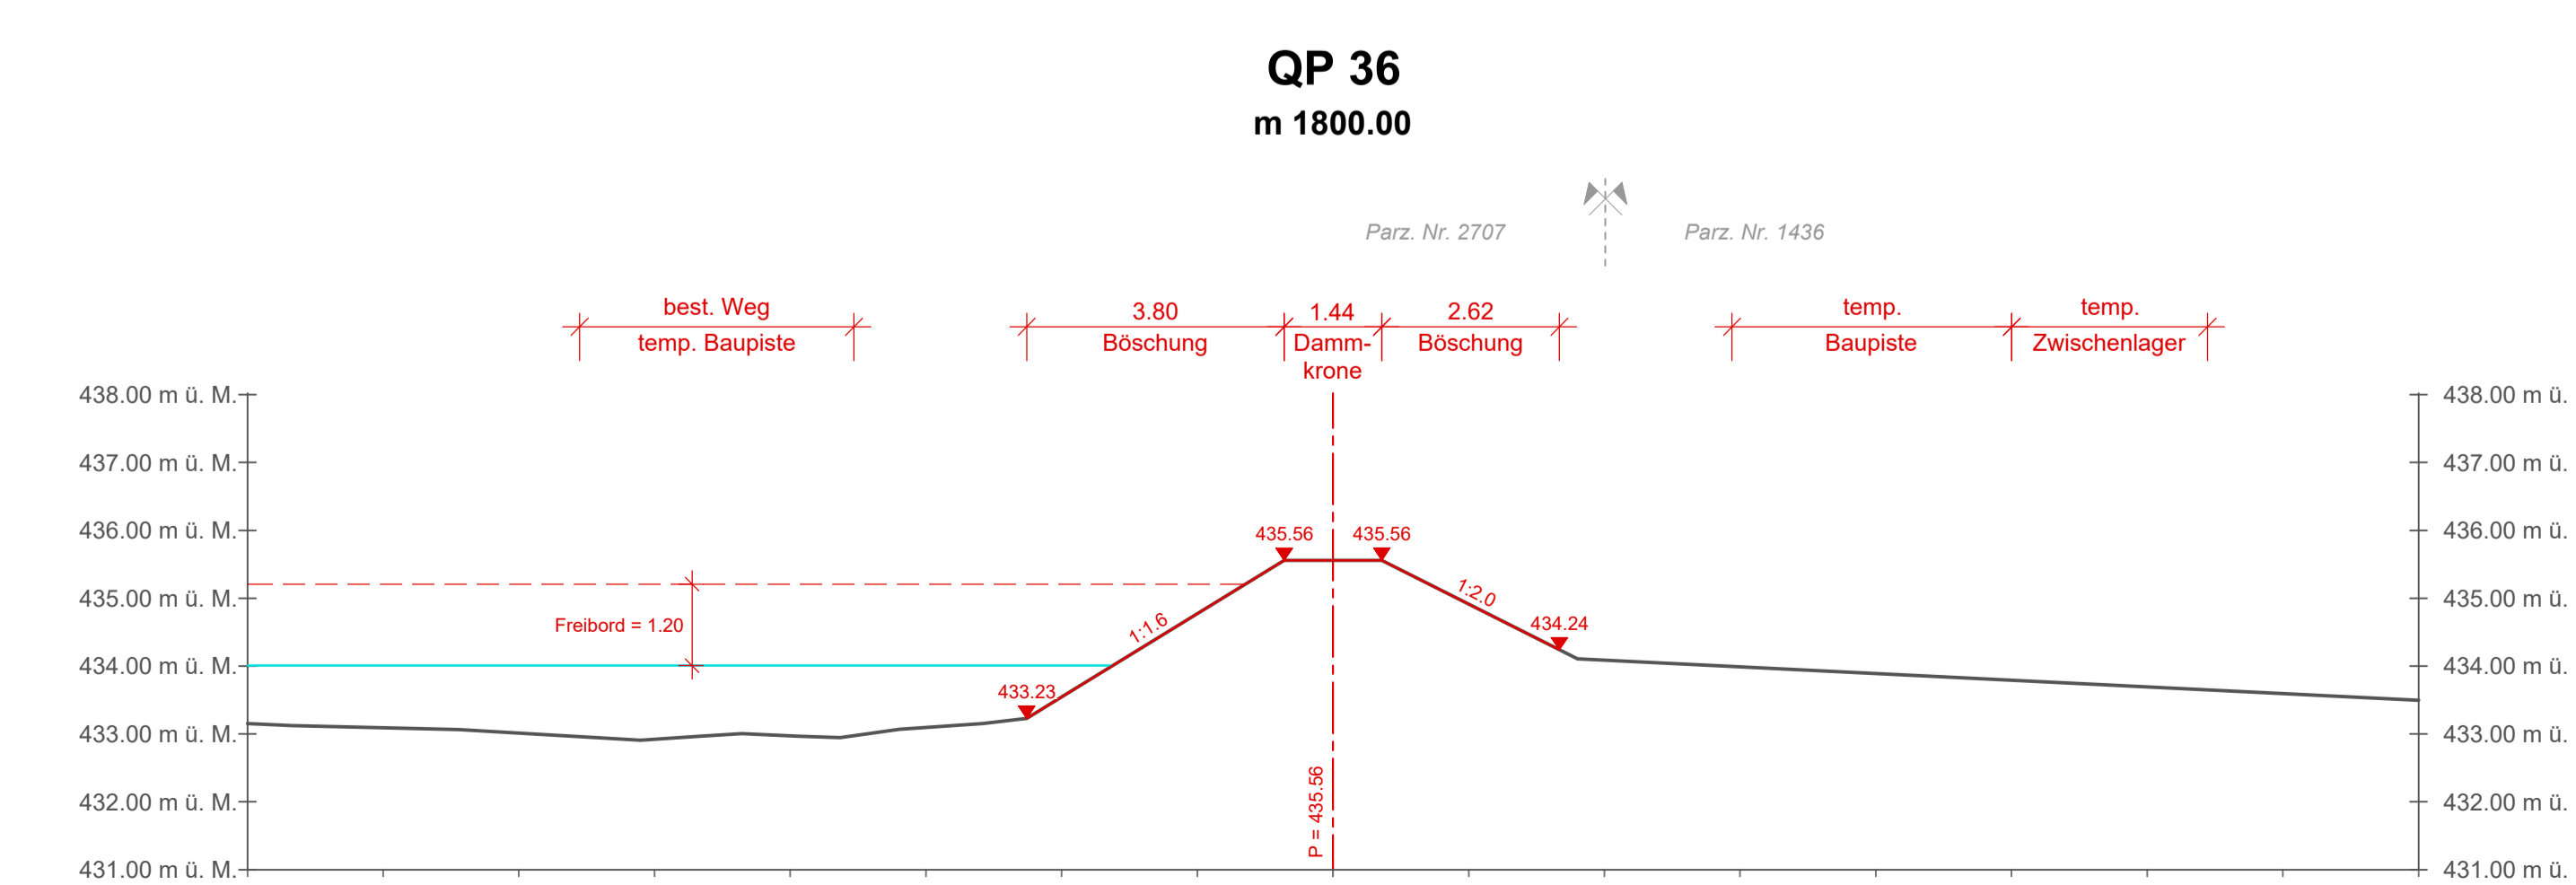 QP 36
m 1800.00
Parz. Nr. 2707
Parz. Nr. 1436
best. Weg
temp. Baupiste
3.80
Böschung
1.44
Damm-
krone
2.62
Böschung
temp.
Baupiste
temp.
Zwischenlager
438.00 m ü. M.
437.00 m ü. M.
436.00 m ü. M.
435.00 m ü. M.
434.00 m ü. M.
433.00 m ü. M.
432.00 m ü. M.
431.00 m ü. M.
435.56
435.56
Freibord = 1.20
1:1.6
1:2.0
434.24
433.23
P = 435.56
438.00 m ü.
437.00 m ü.
436.00 m ü.
435.00 m ü.
434.00 m ü.
433.00 m ü.
432.00 m ü.
431.00 m ü.